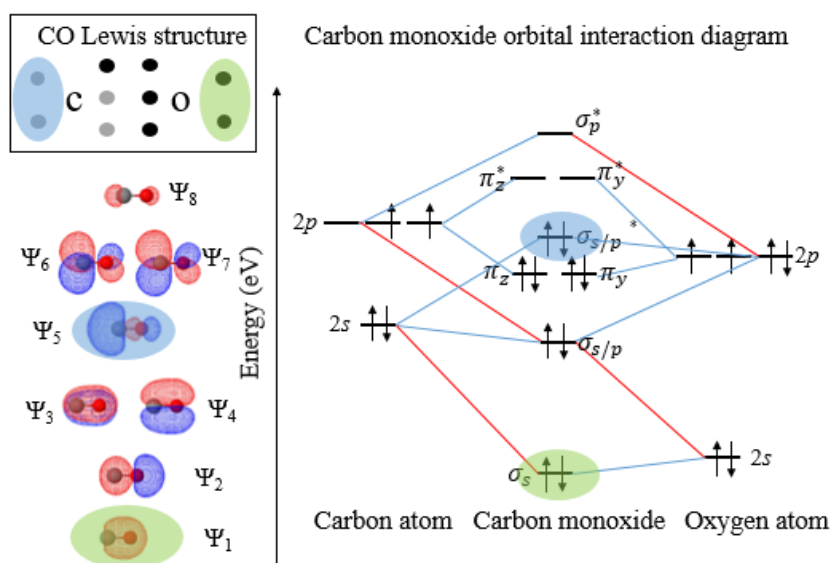 CO Lewis structure
C O
Ψ8
Ψ6 Ψ7
Ψ5
Ψ3 Ψ4
Ψ2
Ψ1
Energy (eV)
Carbon monoxide orbital interaction diagram
σp*
πz* πy*
2p
σs/p*
πz πy
2p
2s
σs/p
2s
σs
Carbon atom Carbon monoxide Oxygen atom